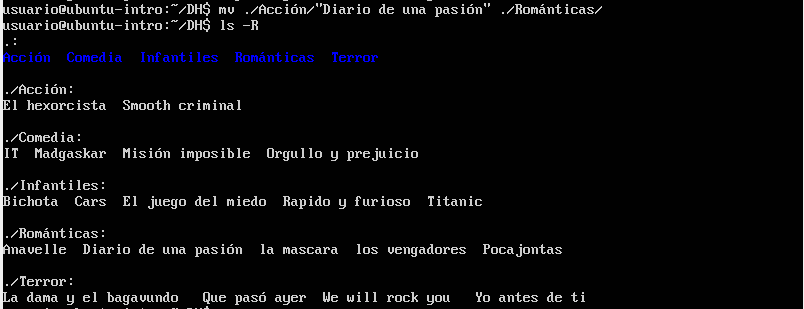 usuario@ubuntu-intro:~/DH$ mv ./Acción/"Diario de una pasión" ./Románticas/
usuario@ubuntu-intro:~/DH$ ls -R
.:
Acción  Comedia  Infantiles  Románticas  Terror
./Acción:
El hexorcista  Smooth criminal
./Comedia:
IT  Madgaskar  Misión imposible  Orgullo y prejuicio
./Infantiles:
Bichota  Cars  El juego del miedo  Rapido y furioso  Titanic
./Románticas:
Anavelle  Diario de una pasión  la mascara  los vengadores  Pocajontas
./Terror:
La dama y el bagavundo   Que pasó ayer  We will rock you   Yo antes de ti